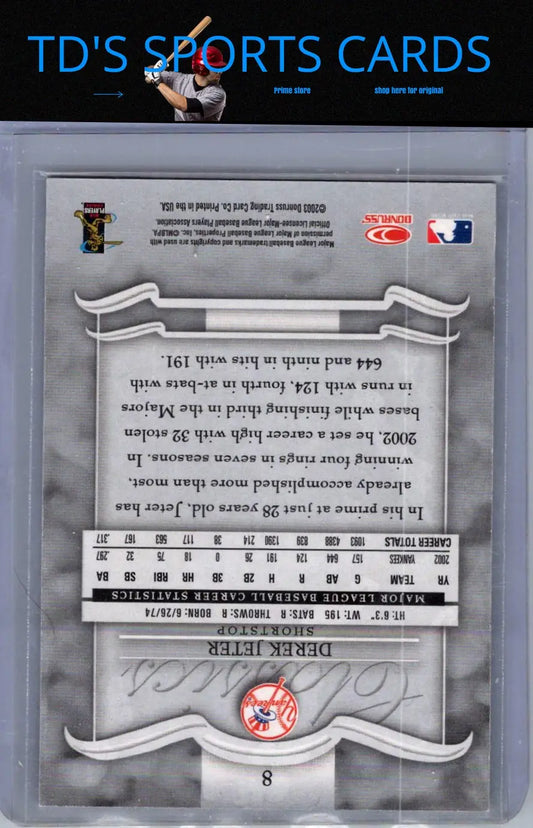 TD'S SPORTS CARDS
Prime store
shop here for original
8
Classics
Yankees
DEREK JETER
SHORTSTOP
HT: 6'3" WT: 195 BATS: R THROWS: R BORN: 6/26/74
MAJOR LEAGUE BASEBALL CAREER STATISTICS
YR TEAM G AB R H 2B 3B HR RBI SB BA
2002 YANKEES 157 644 124 191 26 0 18 75 32 .297
CAREER TOTALS 1093 4388 839 1390 214 38 117 563 167 .317
In his prime at just 28 years old, Jeter has
already accomplished more than most,
winning four rings in seven seasons. In
2002, he set a career high with 32 stolen
bases while finishing third in the Majors
in runs with 124, fourth in at-bats with
644 and ninth in hits with 191.
DONRUSS
Major League Baseball trademarks and copyrights are used with
permission of Major League Baseball Properties, Inc. ©MLBPA.
Official Licensee-Major League Baseball Players Association.
©2003 Donruss Trading Card Co. Printed in the USA.
PLAYERS